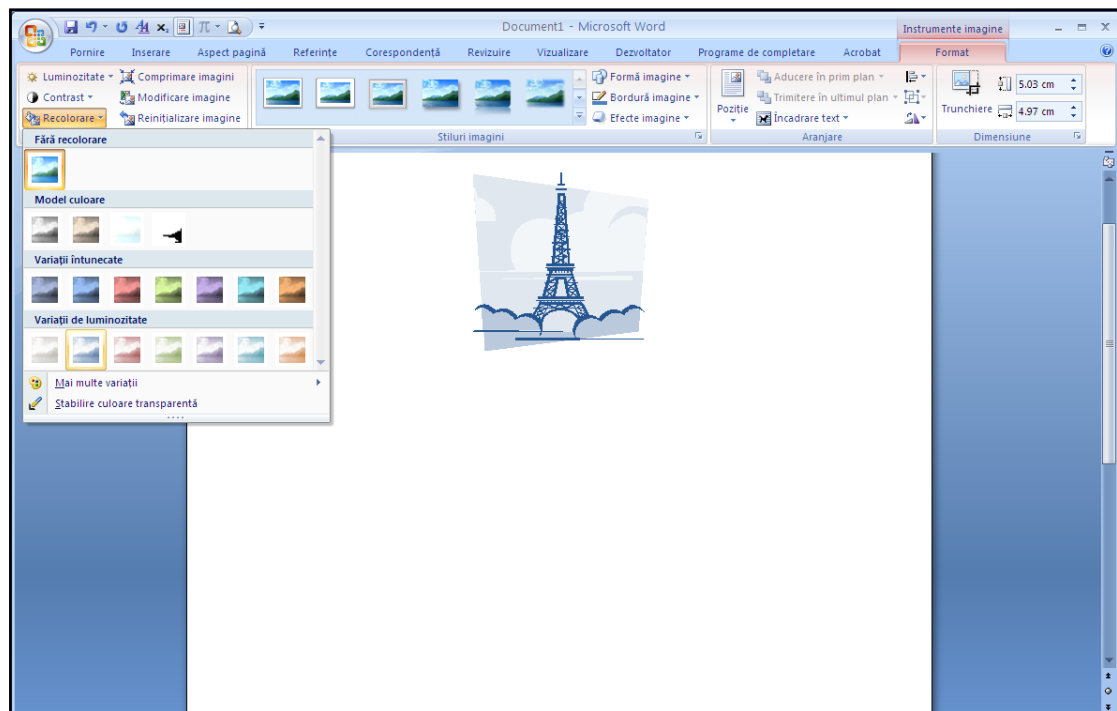 Document1 - Microsoft Word
Instrumente imagine
Pornire Inserare Aspect pagină Referințe Corespondență Revizuire Vizualizare Dezvoltator Programe de completare Acrobat Format
Luminozitate Comprimare imagini Formă imagine Aducere în prim plan 5.03 cm
Contrast Modificare imagine Bordură imagine Poziție Trimitere în ultimul plan Trunchiere
Recolorare Reinițializare imagine Efecte imagine Încadrare text 4.97 cm
Stiluri imagini Aranjare Dimensiune
Fără recolorare
Model culoare
Variații întunecate
Variații de luminozitate
Mai multe variații
Stabilire culoare transparentă